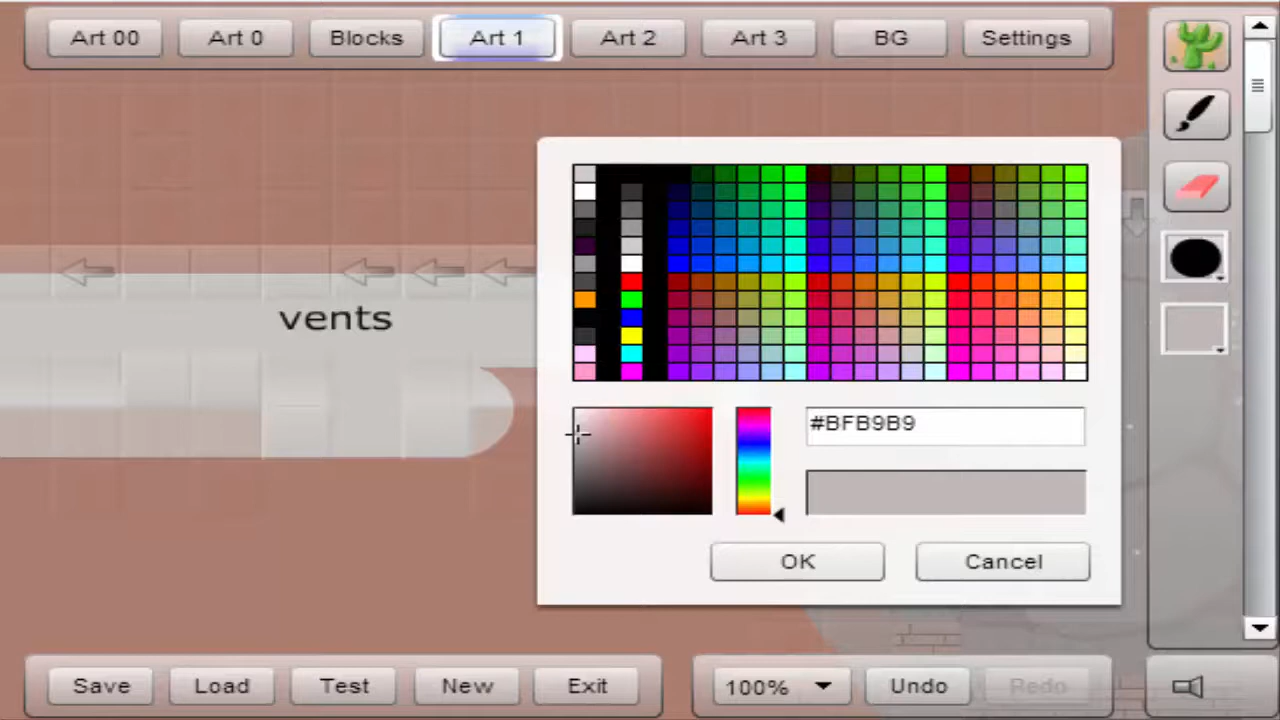 Art 00 Art 0 Blocks Art 1 Art 2 Art 3 BG Settings
vents
#BFB9B9
OK Cancel
Save Load Test New Exit 100% Undo Redo